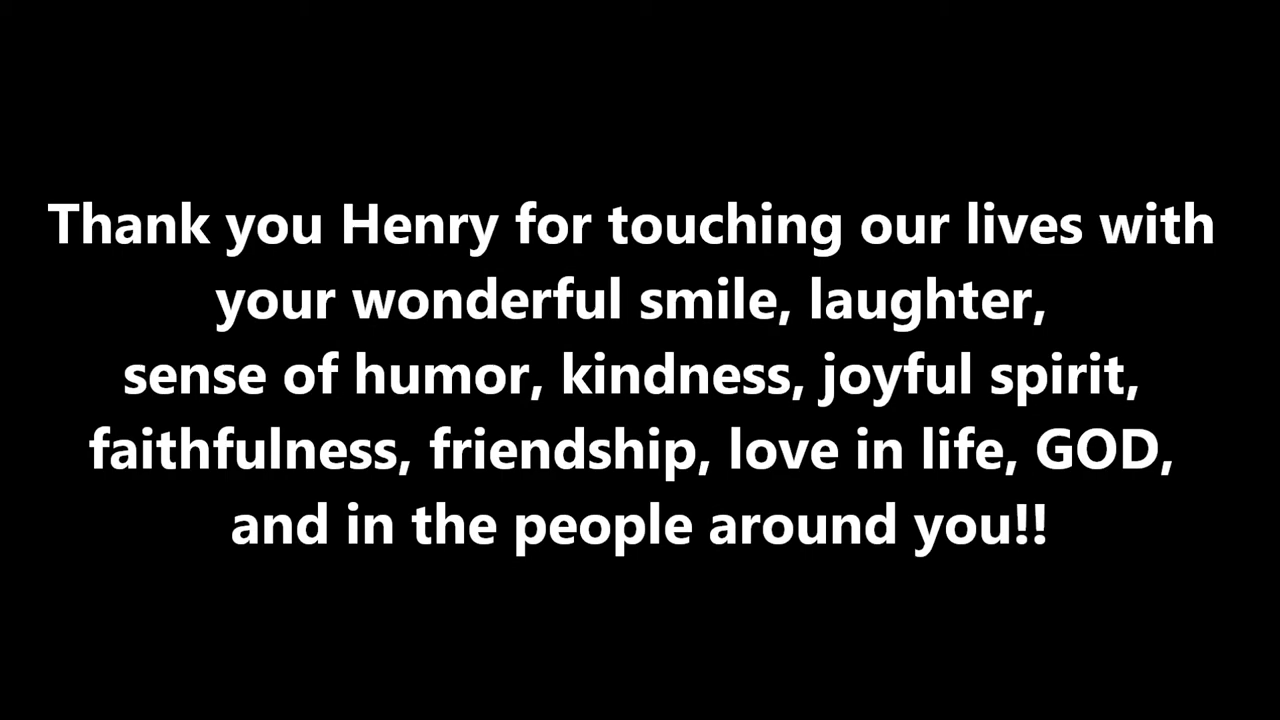 Thank you Henry for touching our lives with
your wonderful smile, laughter,
sense of humor, kindness, joyful spirit,
faithfulness, friendship, love in life, GOD,
and in the people around you!!